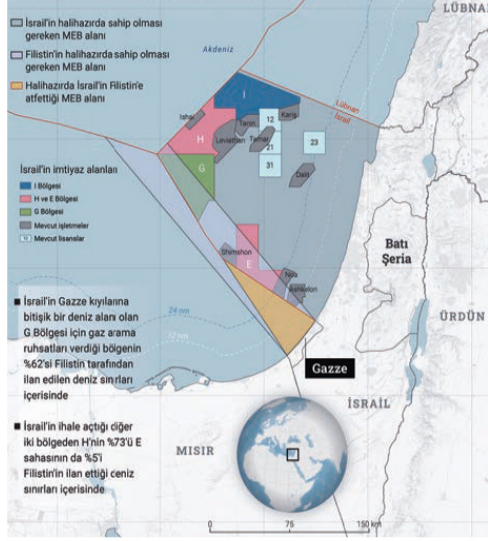 LÜBNAN
İsrail'in halihazırda sahip olması
gereken MEB alanı
Filistin'in halihazırda sahip olması
gereken MEB alanı
Halihazırda İsrail'in Filistin'e
atfettiği MEB alanı
Akdeniz
I
Lübnan
İsrail
Ishai
Tanin
Karış
12
H
Leviathan
Tamar
21
23
31
G
Dalit
İsrail'in imtiyaz alanları
I Bölgesi
H ve E Bölgesi
G Bölgesi
Mevcut işletmeler
Mevcut lisanslar
Shimshon
E
Noa
Ashkelon
Batı
Şeria
ÜRDÜN
24 nm
12 nm
İsrail'in Gazze kıyılarına
bitişik bir deniz alanı olan
G Bölgesi için gaz arama
ruhsatları verdiği bölgenin
%62'si Filistin tarafından
ilan edilen deniz sınırları
içerisinde
Gazze
İSRAİL
İsrail'in ihale açtığı diğer
iki bölgeden H'nin %73'ü E
sahasının da %5'i
Filistin'in ilan ettiği deniz
sınırları içerisinde
MISIR
0 75 150 km